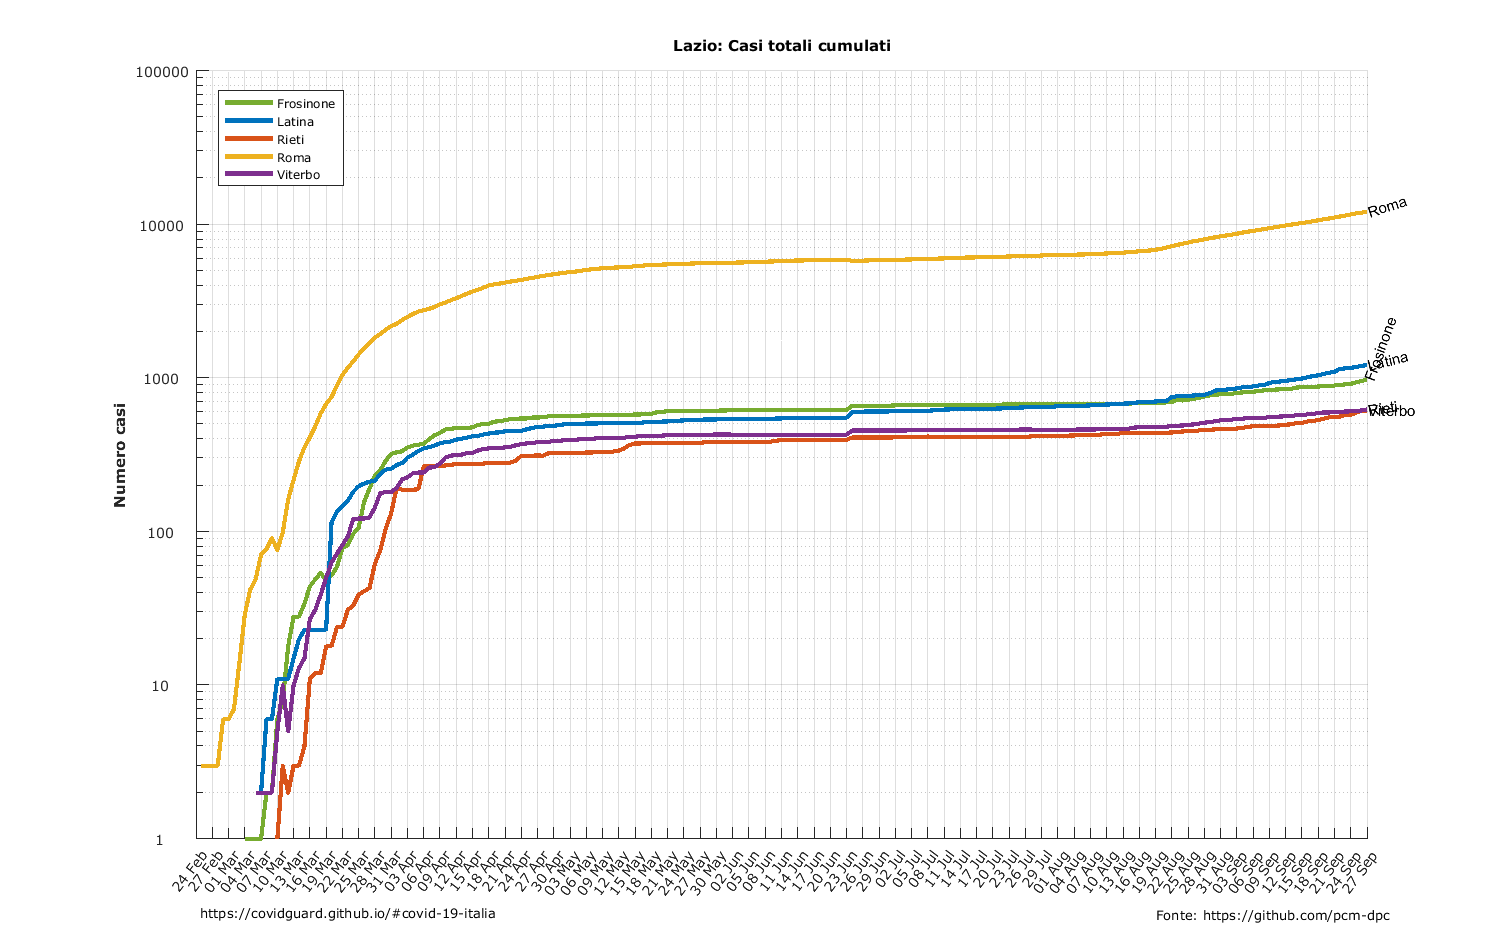 Lazio: Casi totali cumulati
Numero casi
100000
10000
1000
100
10
1
Frosinone
Latina
Rieti
Roma
Viterbo
Roma
Frosinone
Latina
Rieti
Viterbo
24 Feb
27 Feb
01 Mar
04 Mar
07 Mar
10 Mar
13 Mar
16 Mar
19 Mar
22 Mar
25 Mar
28 Mar
31 Mar
03 Apr
06 Apr
09 Apr
12 Apr
15 Apr
18 Apr
21 Apr
24 Apr
27 Apr
30 Apr
03 May
06 May
09 May
12 May
15 May
18 May
21 May
24 May
27 May
30 May
02 Jun
05 Jun
08 Jun
11 Jun
14 Jun
17 Jun
20 Jun
23 Jun
26 Jun
29 Jun
02 Jul
05 Jul
08 Jul
11 Jul
14 Jul
17 Jul
20 Jul
23 Jul
26 Jul
29 Jul
01 Aug
04 Aug
07 Aug
10 Aug
13 Aug
16 Aug
19 Aug
22 Aug
25 Aug
28 Aug
31 Aug
03 Sep
06 Sep
09 Sep
12 Sep
15 Sep
18 Sep
21 Sep
24 Sep
27 Sep
https://covidguard.github.io/#covid-19-italia
Fonte: https://github.com/pcm-dpc